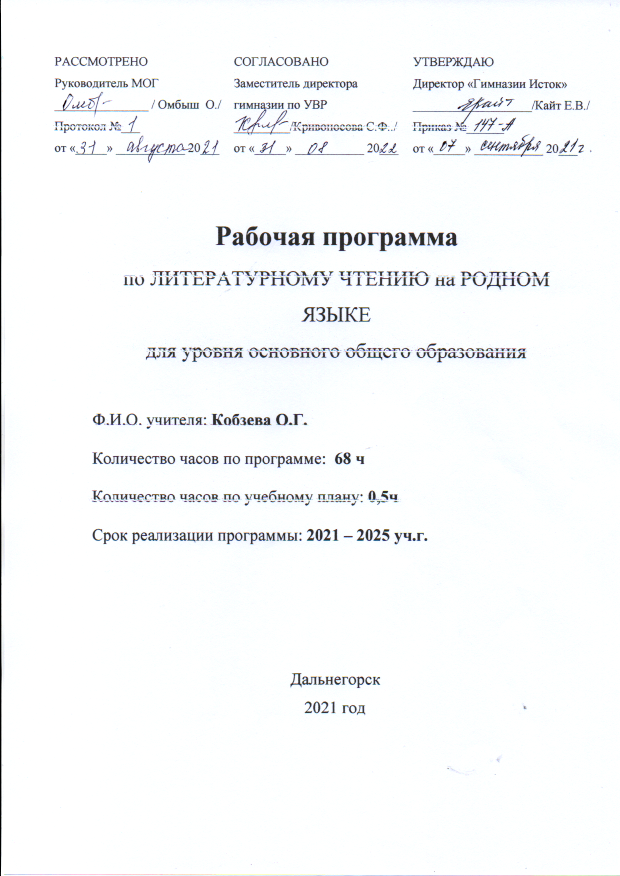 РАССМОТРЕНО
Руководитель МОГ
/ Омбыш О./
Протокол № 1
от «31» августа 2021
СОГЛАСОВАНО
Заместитель директора
гимназии по УВР
/Кривоносова С.Ф../
от «31» 08 2022
УТВЕРЖДАЮ
Директор «Гимназии Исток»
/Кайт Е.В./
Приказ № 147-А
от «07» сентября 2021 г.
Рабочая программа
по ЛИТЕРАТУРНОМУ ЧТЕНИЮ на РОДНОМ
ЯЗЫКЕ
для уровня основного общего образования
Ф.И.О. учителя: Кобзева О.Г.
Количество часов по программе: 68 ч
Количество часов по учебному плану: 0,5ч
Срок реализации программы: 2021 – 2025 уч.г.
Дальнегорск
2021 год